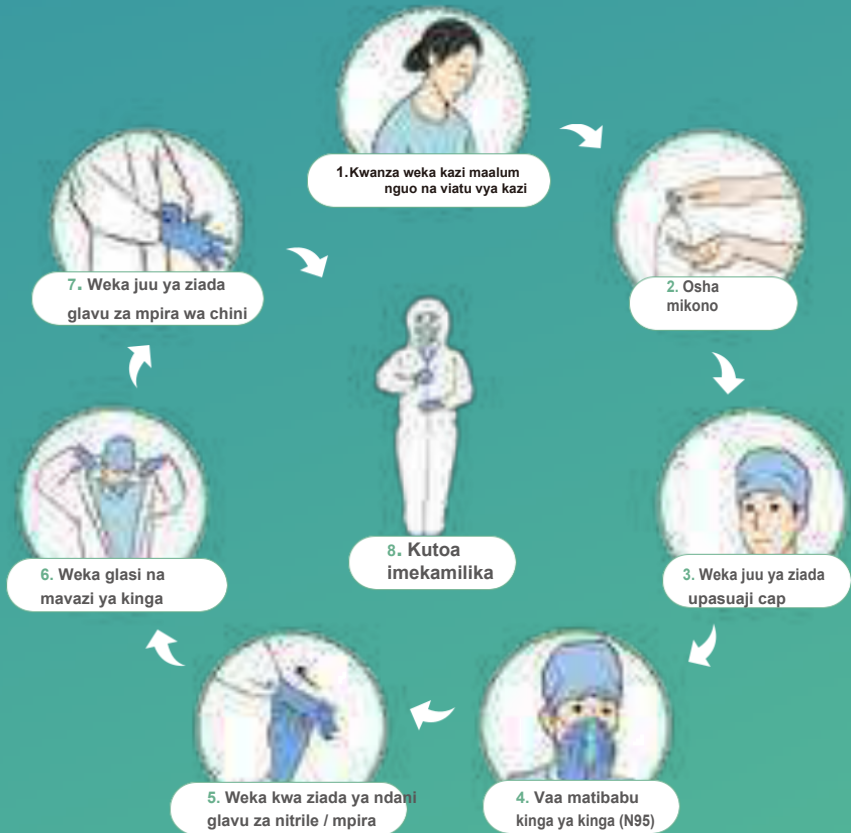 1.Kwanza weka kazi maalum
nguo na viatu vya kazi
2. Osha
mikono
3. Weka juu ya ziada
upasuaji cap
4. Vaa matibabu
kinga ya kinga (N95)
5. Weka kwa ziada ya ndani
glavu za nitrile / mpira
6. Weka glasi na
mavazi ya kinga
7. Weka juu ya ziada
glavu za mpira wa chini
8. Kutoa
imekamilika